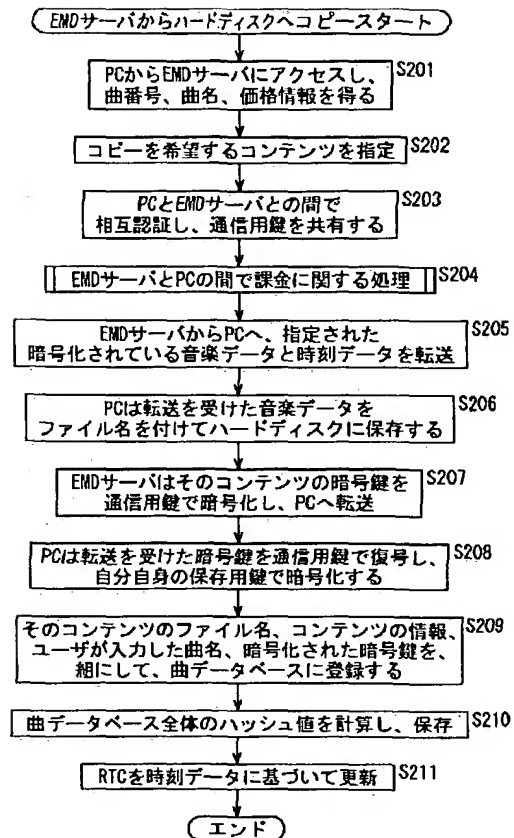 EMDサーバからハードディスクへコピースタート
PCからEMDサーバにアクセスし、
曲番号、曲名、価格情報を得る
S201
コピーを希望するコンテンツを指定
S202
PCとEMDサーバとの間で
相互認証し、通信用鍵を共有する
S203
EMDサーバとPCの間で課金に関する処理
S204
EMDサーバからPCへ、指定された
暗号化されている音楽データと時刻データを転送
S205
PCは転送を受けた音楽データを
ファイル名を付けてハードディスクに保存する
S206
EMDサーバはそのコンテンツの暗号鍵を
通信用鍵で暗号化し、PCへ転送
S207
PCは転送を受けた暗号鍵を通信用鍵で復号し、
自分自身の保存用鍵で暗号化する
S208
そのコンテンツのファイル名、コンテンツの情報、
ユーザが入力した曲名、暗号化された暗号鍵を、
組にして、曲データベースに登録する
S209
曲データベース全体のハッシュ値を計算し、保存
S210
RTCを時刻データに基づいて更新
S211
エンド